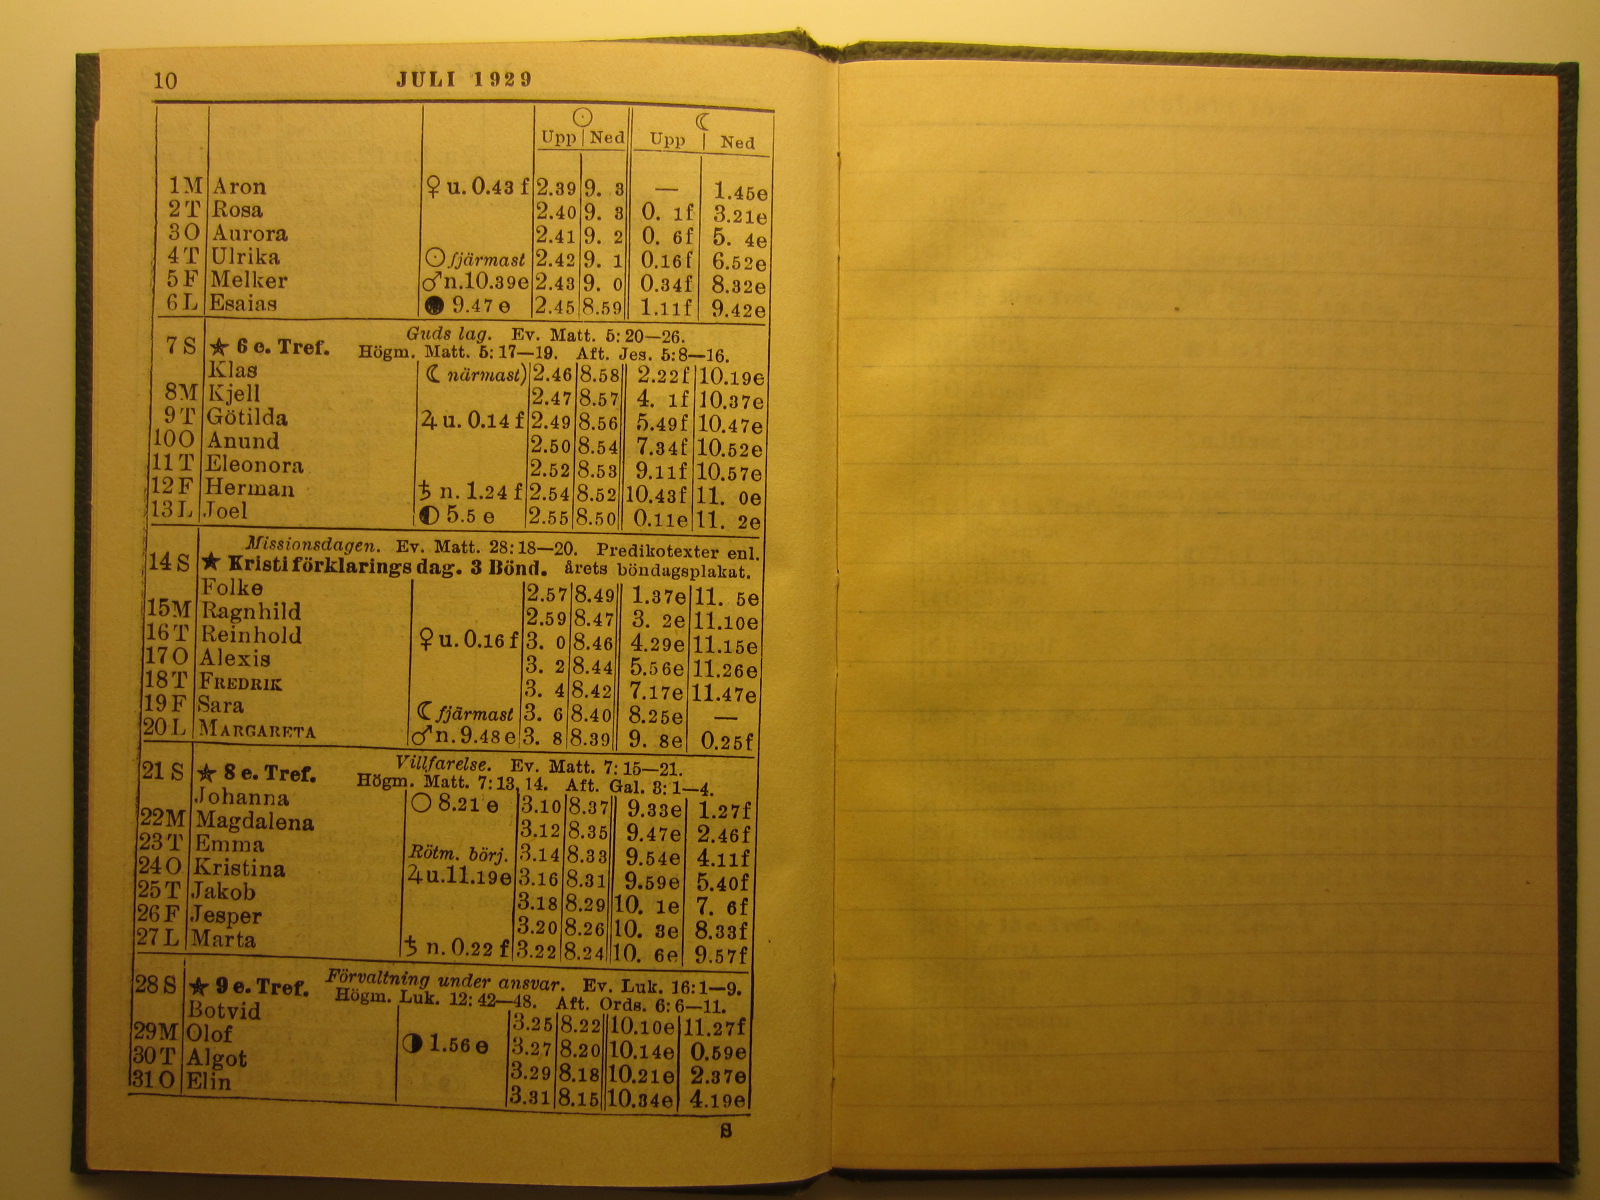 10 JULI 1929
☉ ☾
Upp Ned Upp Ned
1 M Aron ♀ u. 0.43 f 2.39 9. 3 — 1.45e
2 T Rosa 2.40 9. 3 0. 1f 3.21e
3 O Aurora 2.41 9. 2 0. 6f 5. 4e
4 T Ulrika ☉ fjärmast 2.42 9. 1 0.16f 6.52e
5 F Melker ♂ n.10.39e 2.43 9. 0 0.34f 8.32e
6 L Esaias ● 9.47 e 2.45 8.59 1.11f 9.42e
Guds lag. Ev. Matt. 5: 20—26.
7 S ★ 6 e. Tref. Högm. Matt. 5: 17—19. Aft. Jes. 5: 8—16.
Klas ☾ närmast) 2.46 8.58 2.22f 10.19e
8 M Kjell 2.47 8.57 4. 1f 10.37e
9 T Götilda ♃ u. 0.14 f 2.49 8.56 5.49f 10.47e
10 O Anund 2.50 8.54 7.34f 10.52e
11 T Eleonora 2.52 8.53 9.11f 10.57e
12 F Herman ♄ n. 1.24 f 2.54 8.52 10.43f 11. 0e
13 L Joel ◐ 5.5 e 2.55 8.50 0.11e 11. 2e
Missionsdagen. Ev. Matt. 28: 18—20. Predikotexter enl.
14 S ★ Kristi förklarings dag. 3 Bönd. årets böndagsplakat.
Folke 2.57 8.49 1.37e 11. 5e
15 M Ragnhild 2.59 8.47 3. 2e 11.10e
16 T Reinhold ♀ u. 0.16 f 3. 0 8.46 4.29e 11.15e
17 O Alexis 3. 2 8.44 5.56e 11.26e
18 T FREDRIK 3. 4 8.42 7.17e 11.47e
19 F Sara ☾ fjärmast 3. 6 8.40 8.25e —
20 L MARGARETA ♂ n. 9.48 e 3. 8 8.39 9. 8e 0.25f
Villfarelse. Ev. Matt. 7: 15—21.
21 S ★ 8 e. Tref. Högm. Matt. 7: 13, 14. Aft. Gal. 3: 1—4.
Johanna ○ 8.21 e 3.10 8.37 9.33e 1.27f
22 M Magdalena 3.12 8.35 9.47e 2.46f
23 T Emma Rötm. börj. 3.14 8.33 9.54e 4.11f
24 O Kristina ♃ u.11.19e 3.16 8.31 9.59e 5.40f
25 T Jakob 3.18 8.29 10. 1e 7. 6f
26 F Jesper 3.20 8.26 10. 3e 8.33f
27 L Marta ♄ n. 0.22 f 3.22 8.24 10. 6e 9.57f
Förvaltning under ansvar. Ev. Luk. 16: 1—9.
28 S ★ 9 e. Tref. Högm. Luk. 12: 42—48. Aft. Ords. 6: 6—11.
Botvid 3.25 8.22 10.10e 11.27f
29 M Olof ◑ 1.56 e 3.27 8.20 10.14e 0.59e
30 T Algot 3.29 8.18 10.21e 2.37e
31 O Elin 3.31 8.15 10.34e 4.19e
S